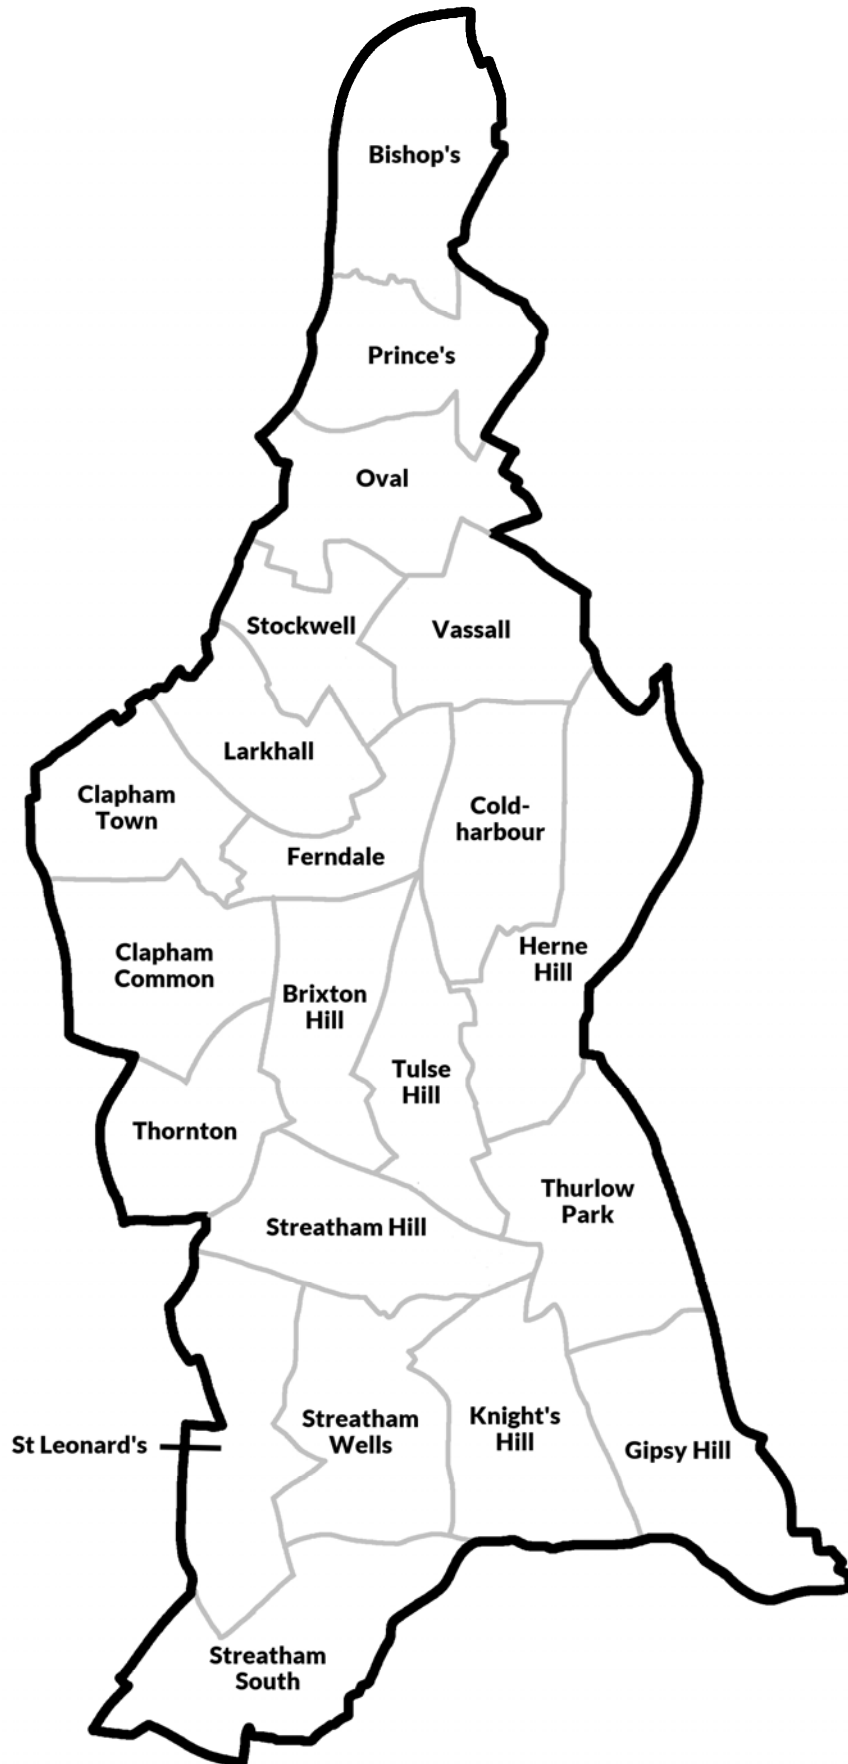 Bishop's
Prince's
Oval
Stockwell
Vassall
Larkhall
Clapham
Town
Cold-
harbour
Ferndale
Clapham
Common
Herne
Hill
Brixton
Hill
Tulse
Hill
Thornton
Thurlow
Park
Streatham Hill
St Leonard's
Streatham
Wells
Knight's
Hill
Gipsy Hill
Streatham
South